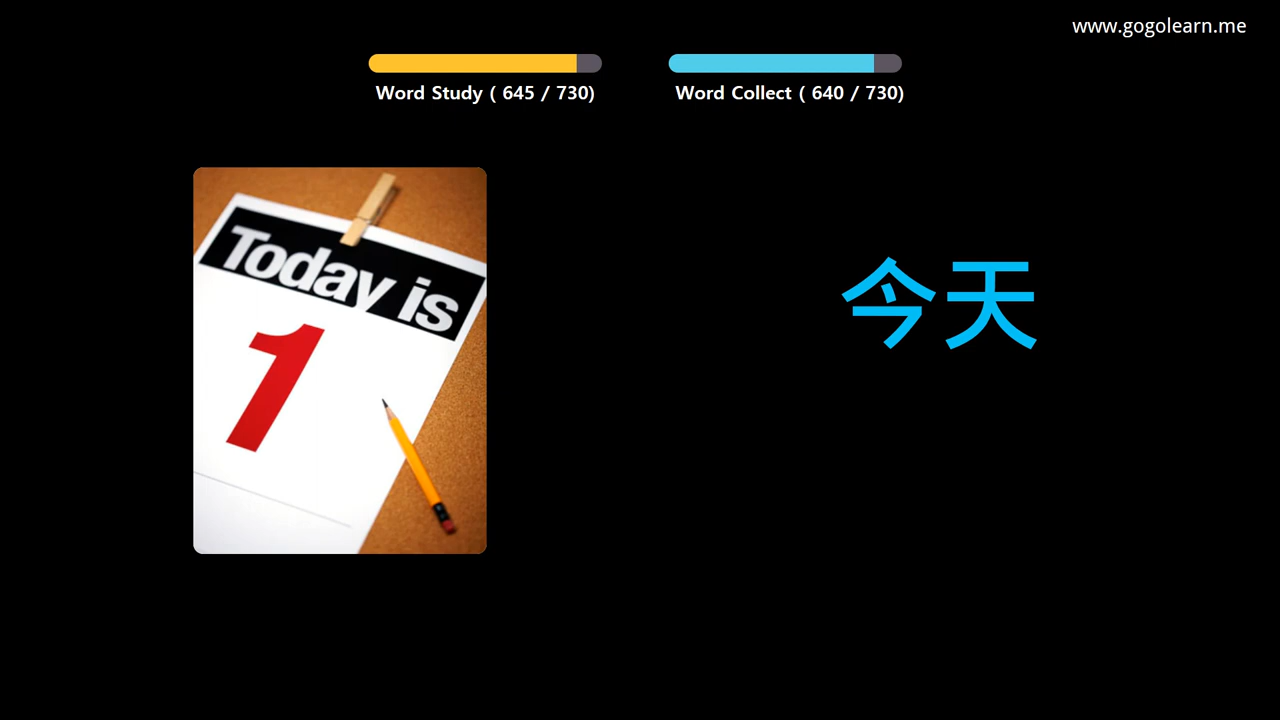 www.gogolearn.me
Word Study ( 645 / 730)
Word Collect ( 640 / 730)
Today is
1
今天